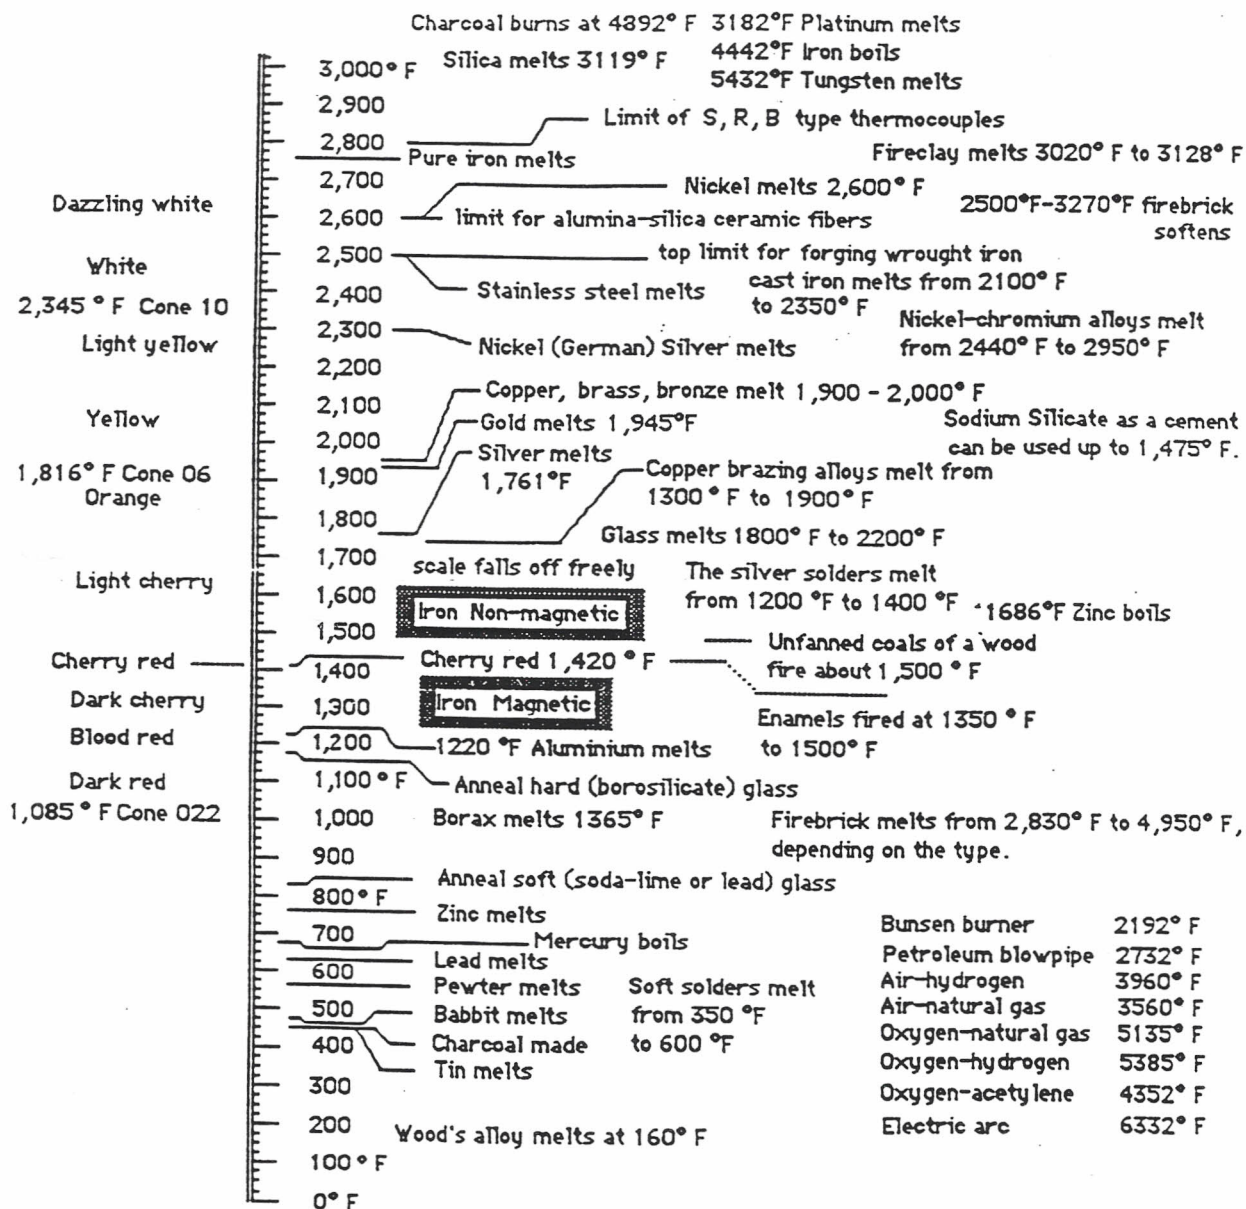 Charcoal burns at 4892° F 3182°F Platinum melts
Silica melts 3119° F 4442°F Iron boils
5432°F Tungsten melts
3,000° F
2,900
Limit of S, R, B type thermocouples
2,800
Pure iron melts
Fireclay melts 3020° F to 3128° F
2,700
Nickel melts 2,600° F
Dazzling white
2,600
limit for alumina-silica ceramic fibers
2500°F-3270°F firebrick
softens
2,500
top limit for forging wrought iron
White
Stainless steel melts
cast iron melts from 2100° F
to 2350° F
2,345 ° F Cone 10
2,400
Nickel-chromium alloys melt
from 2440° F to 2950° F
2,300
Light yellow
Nickel (German) Silver melts
2,200
Copper, brass, bronze melt 1,900 - 2,000° F
2,100
Yellow
Gold melts 1,945°F
Sodium Silicate as a cement
can be used up to 1,475° F.
2,000
Silver melts
1,761°F
1,816° F Cone 06
Orange
1,900
Copper brazing alloys melt from
1300 ° F to 1900° F
1,800
Glass melts 1800° F to 2200° F
1,700
scale falls off freely
The silver solders melt
from 1200 °F to 1400 °F
Light cherry
1,600
Iron Non-magnetic
1686°F Zinc boils
1,500
Unfanned coals of a wood
fire about 1,500 ° F
Cherry red
1,400
Cherry red 1,420 ° F
Dark cherry
1,300
Iron Magnetic
Enamels fired at 1350 ° F
to 1500° F
Blood red
1,200
1220 °F Aluminium melts
Dark red
1,100 ° F
Anneal hard (borosilicate) glass
1,085 ° F Cone 022
1,000
Borax melts 1365° F
Firebrick melts from 2,830° F to 4,950° F,
depending on the type.
900
Anneal soft (soda-lime or lead) glass
800° F
Zinc melts
700
Mercury boils
Lead melts
600
Pewter melts
Soft solders melt
from 350 °F
to 600 °F
500
Babbit melts
400
Charcoal made
Tin melts
300
200
Wood's alloy melts at 160° F
100 ° F
0° F
Bunsen burner 2192° F
Petroleum blowpipe 2732° F
Air-hydrogen 3960° F
Air-natural gas 3560° F
Oxygen-natural gas 5135° F
Oxygen-hydrogen 5385° F
Oxygen-acetylene 4352° F
Electric arc 6332° F